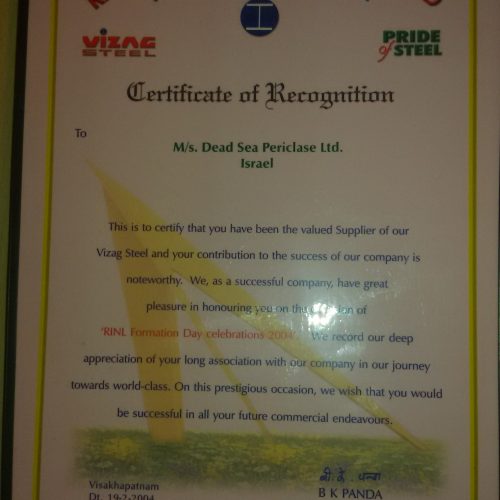 VIZAG
STEEL
PRIDE
of STEEL
Certificate of Recognition
To
M/s. Dead Sea Periclase Ltd.
Israel
This is to certify that you have been the valued Supplier of our
Vizag Steel and your contribution to the success of our company is
noteworthy. We, as a successful company, have great
pleasure in honouring you on the of
'RINL Formation Day celebrations 2004'. We record our deep
appreciation of your long association with our company in our journey
towards world-class. On this prestigious occasion, we wish that you would
be successful in all your future commercial endeavours.
Visakhapatnam
Dt. 19-2-2004
बी. के. पन्डा
B K PANDA